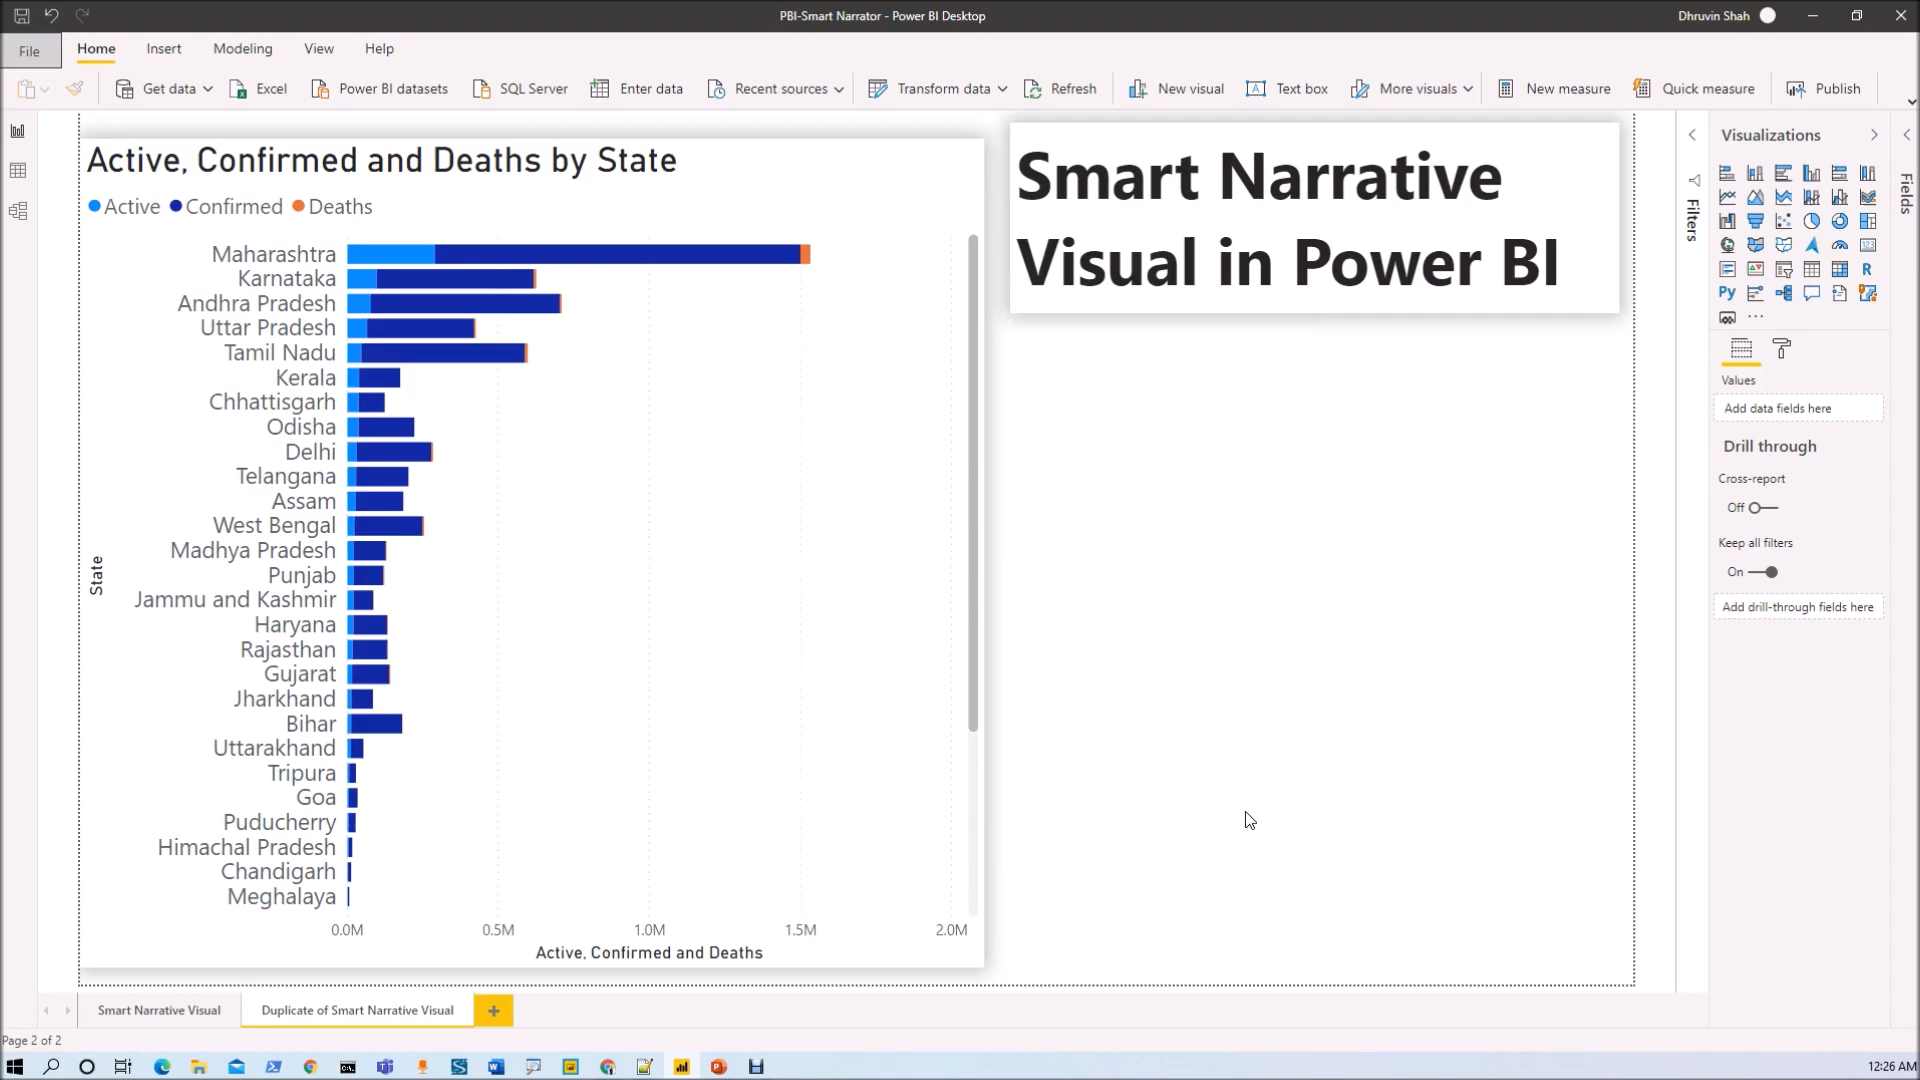 PBI-Smart Narrator - Power BI Desktop
Dhruvin Shah
File
Home
Insert
Modeling
View
Help
Get data
Excel
Power BI datasets
SQL Server
Enter data
Recent sources
Transform data
Refresh
New visual
Text box
More visuals
New measure
Quick measure
Publish
Active, Confirmed and Deaths by State
Active
Confirmed
Deaths
State
Maharashtra
Karnataka
Andhra Pradesh
Uttar Pradesh
Tamil Nadu
Kerala
Chhattisgarh
Odisha
Delhi
Telangana
Assam
West Bengal
Madhya Pradesh
Punjab
Jammu and Kashmir
Haryana
Rajasthan
Gujarat
Jharkhand
Bihar
Uttarakhand
Tripura
Goa
Puducherry
Himachal Pradesh
Chandigarh
Meghalaya
0.0M
0.5M
1.0M
1.5M
2.0M
Active, Confirmed and Deaths
Smart Narrative
Visual in Power BI
Filters
Visualizations
123
R
Py
Values
Add data fields here
Drill through
Cross-report
Off
Keep all filters
On
Add drill-through fields here
Fields
Smart Narrative Visual
Duplicate of Smart Narrative Visual
Page 2 of 2
12:26 AM